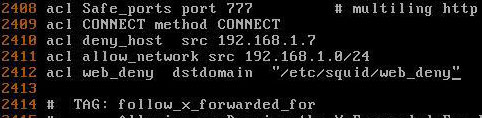 2408 acl Safe_ports port 777 # multiling http
2409 acl CONNECT method CONNECT
2410 acl deny_host src 192.168.1.7
2411 acl allow_network src 192.168.1.0/24
2412 acl web_deny dstdomain "/etc/squid/web_deny"
2413
2414 # TAG: follow_x_forwarded_for